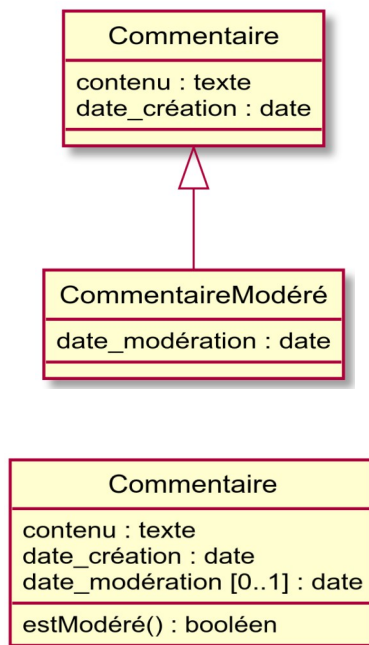 Commentaire
contenu : texte
date_création : date
CommentaireModéré
date_modération : date
Commentaire
contenu : texte
date_création : date
date_modération [0..1] : date
estModéré() : booléen